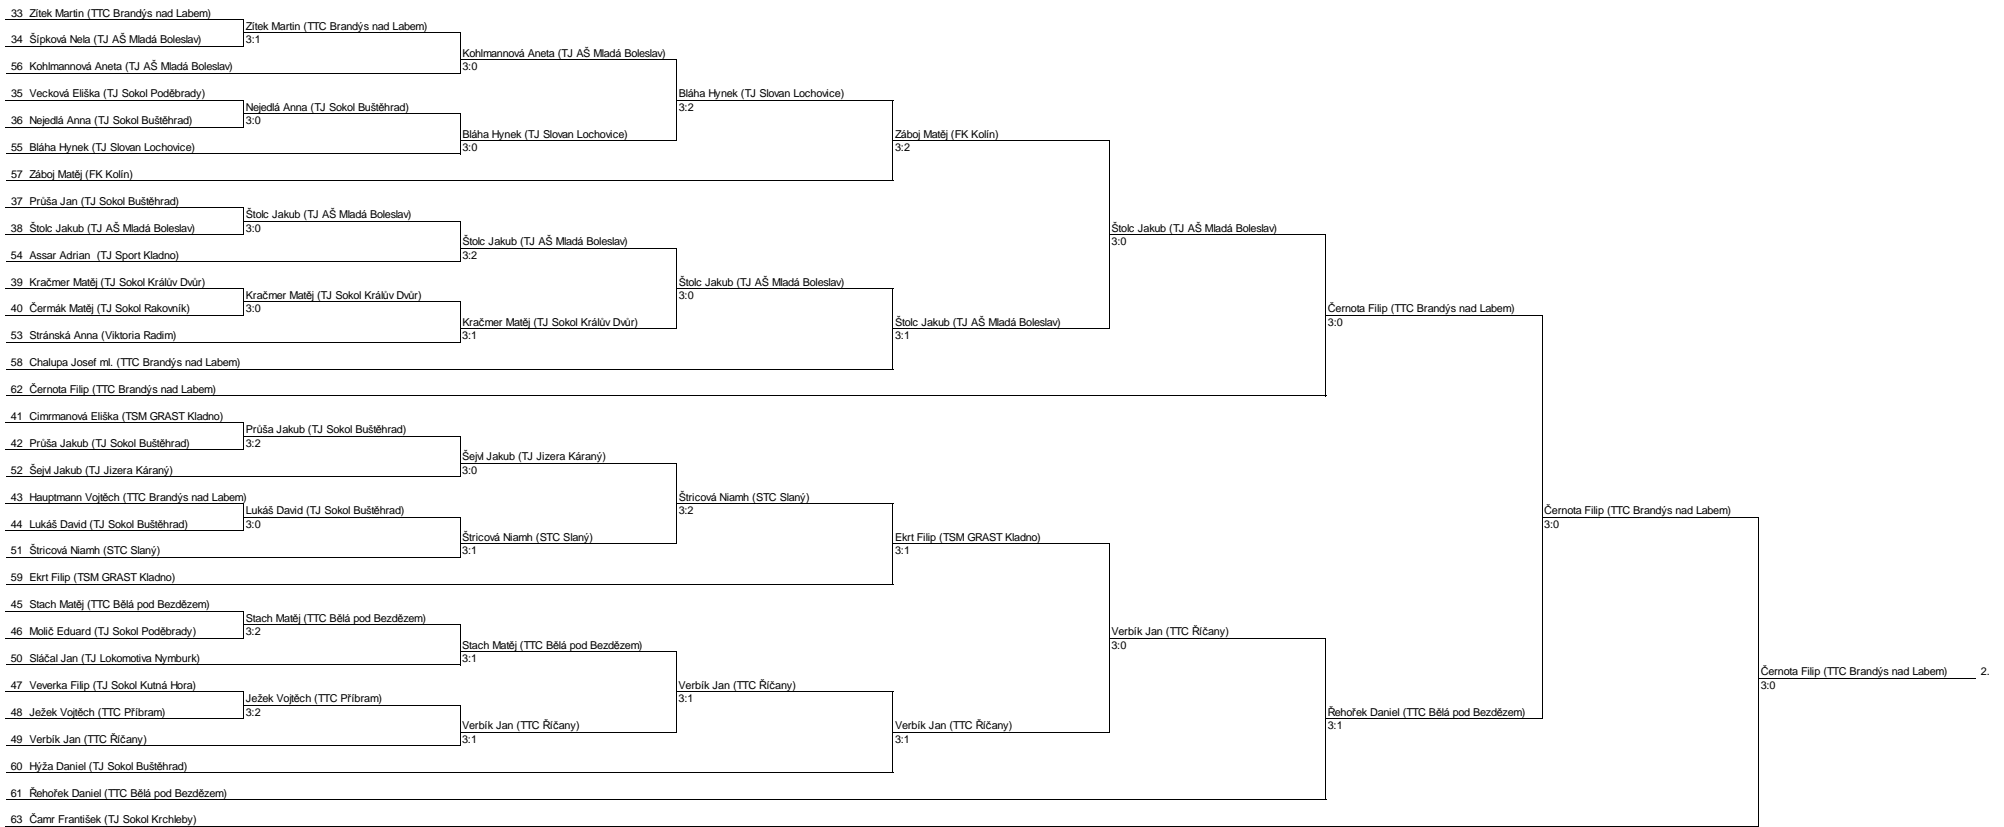 33 Zítek Martin (TTC Brandýs nad Labem)
Zítek Martin (TTC Brandýs nad Labem)
34 Šípková Nela (TJ AŠ Mladá Boleslav)
3:1
Kohlmannová Aneta (TJ AŠ Mladá Boleslav)
56 Kohlmannová Aneta (TJ AŠ Mladá Boleslav)
3:0
35 Vecková Eliška (TJ Sokol Poděbrady)
Bláha Hynek (TJ Slovan Lochovice)
Nejedlá Anna (TJ Sokol Buštěhrad)
3:2
36 Nejedlá Anna (TJ Sokol Buštěhrad)
3:0
Bláha Hynek (TJ Slovan Lochovice)
Záboj Matěj (FK Kolín)
55 Bláha Hynek (TJ Slovan Lochovice)
3:0
3:2
57 Záboj Matěj (FK Kolín)
37 Průša Jan (TJ Sokol Buštěhrad)
Štolc Jakub (TJ AŠ Mladá Boleslav)
38 Štolc Jakub (TJ AŠ Mladá Boleslav)
3:0
Štolc Jakub (TJ AŠ Mladá Boleslav)
Štolc Jakub (TJ AŠ Mladá Boleslav)
3:0
54 Assar Adrian (TJ Sport Kladno)
3:2
39 Kračmer Matěj (TJ Sokol Králův Dvůr)
Štolc Jakub (TJ AŠ Mladá Boleslav)
Kračmer Matěj (TJ Sokol Králův Dvůr)
3:0
40 Čermák Matěj (TJ Sokol Rakovník)
3:0
Černota Filip (TTC Brandýs nad Labem)
Kračmer Matěj (TJ Sokol Králův Dvůr)
Štolc Jakub (TJ AŠ Mladá Boleslav)
3:0
53 Stránská Anna (Viktoria Radim)
3:1
3:1
58 Chalupa Josef ml. (TTC Brandýs nad Labem)
62 Černota Filip (TTC Brandýs nad Labem)
41 Cimrmanová Eliška (TSM GRAST Kladno)
Průša Jakub (TJ Sokol Buštěhrad)
42 Průša Jakub (TJ Sokol Buštěhrad)
3:2
Šejvl Jakub (TJ Jizera Káraný)
52 Šejvl Jakub (TJ Jizera Káraný)
3:0
43 Hauptmann Vojtěch (TTC Brandýs nad Labem)
Štricová Niamh (STC Slaný)
Lukáš David (TJ Sokol Buštěhrad)
3:2
Černota Filip (TTC Brandýs nad Labem)
44 Lukáš David (TJ Sokol Buštěhrad)
3:0
3:0
Štricová Niamh (STC Slaný)
Ekrt Filip (TSM GRAST Kladno)
51 Štricová Niamh (STC Slaný)
3:1
3:1
59 Ekrt Filip (TSM GRAST Kladno)
45 Stach Matěj (TTC Bělá pod Bezdězem)
Stach Matěj (TTC Bělá pod Bezdězem)
46 Molič Eduard (TJ Sokol Poděbrady)
3:2
Verbík Jan (TTC Říčany)
Stach Matěj (TTC Bělá pod Bezdězem)
3:0
50 Sláčal Jan (TJ Lokomotiva Nymburk)
3:1
Černota Filip (TTC Brandýs nad Labem) 2.
47 Veverka Filip (TJ Sokol Kutná Hora)
Verbík Jan (TTC Říčany)
3:0
Ježek Vojtěch (TTC Příbram)
3:1
48 Ježek Vojtěch (TTC Příbram)
3:2
Řehořek Daniel (TTC Bělá pod Bezdězem)
Verbík Jan (TTC Říčany)
Verbík Jan (TTC Říčany)
3:1
49 Verbík Jan (TTC Říčany)
3:1
3:1
60 Hýža Daniel (TJ Sokol Buštěhrad)
61 Řehořek Daniel (TTC Bělá pod Bezdězem)
63 Čamr František (TJ Sokol Krchleby)